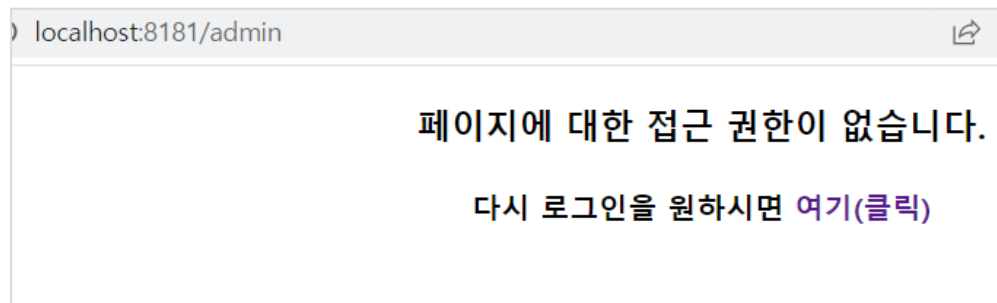 localhost:8181/admin
페이지에 대한 접근 권한이 없습니다.
다시 로그인을 원하시면 여기(클릭)